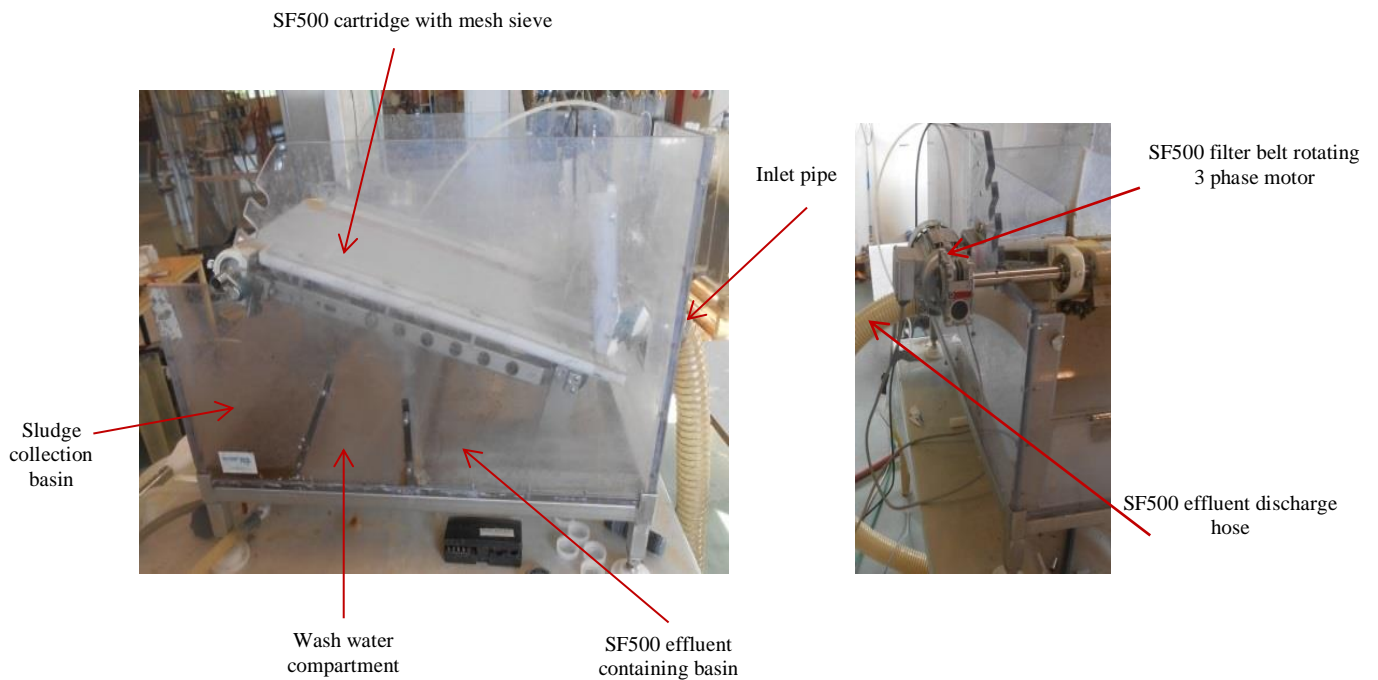 SF500 cartridge with mesh sieve
Inlet pipe
SF500 filter belt rotating
3 phase motor
Sludge
collection
basin
SF500 effluent discharge
hose
Wash water
compartment
SF500 effluent
containing basin